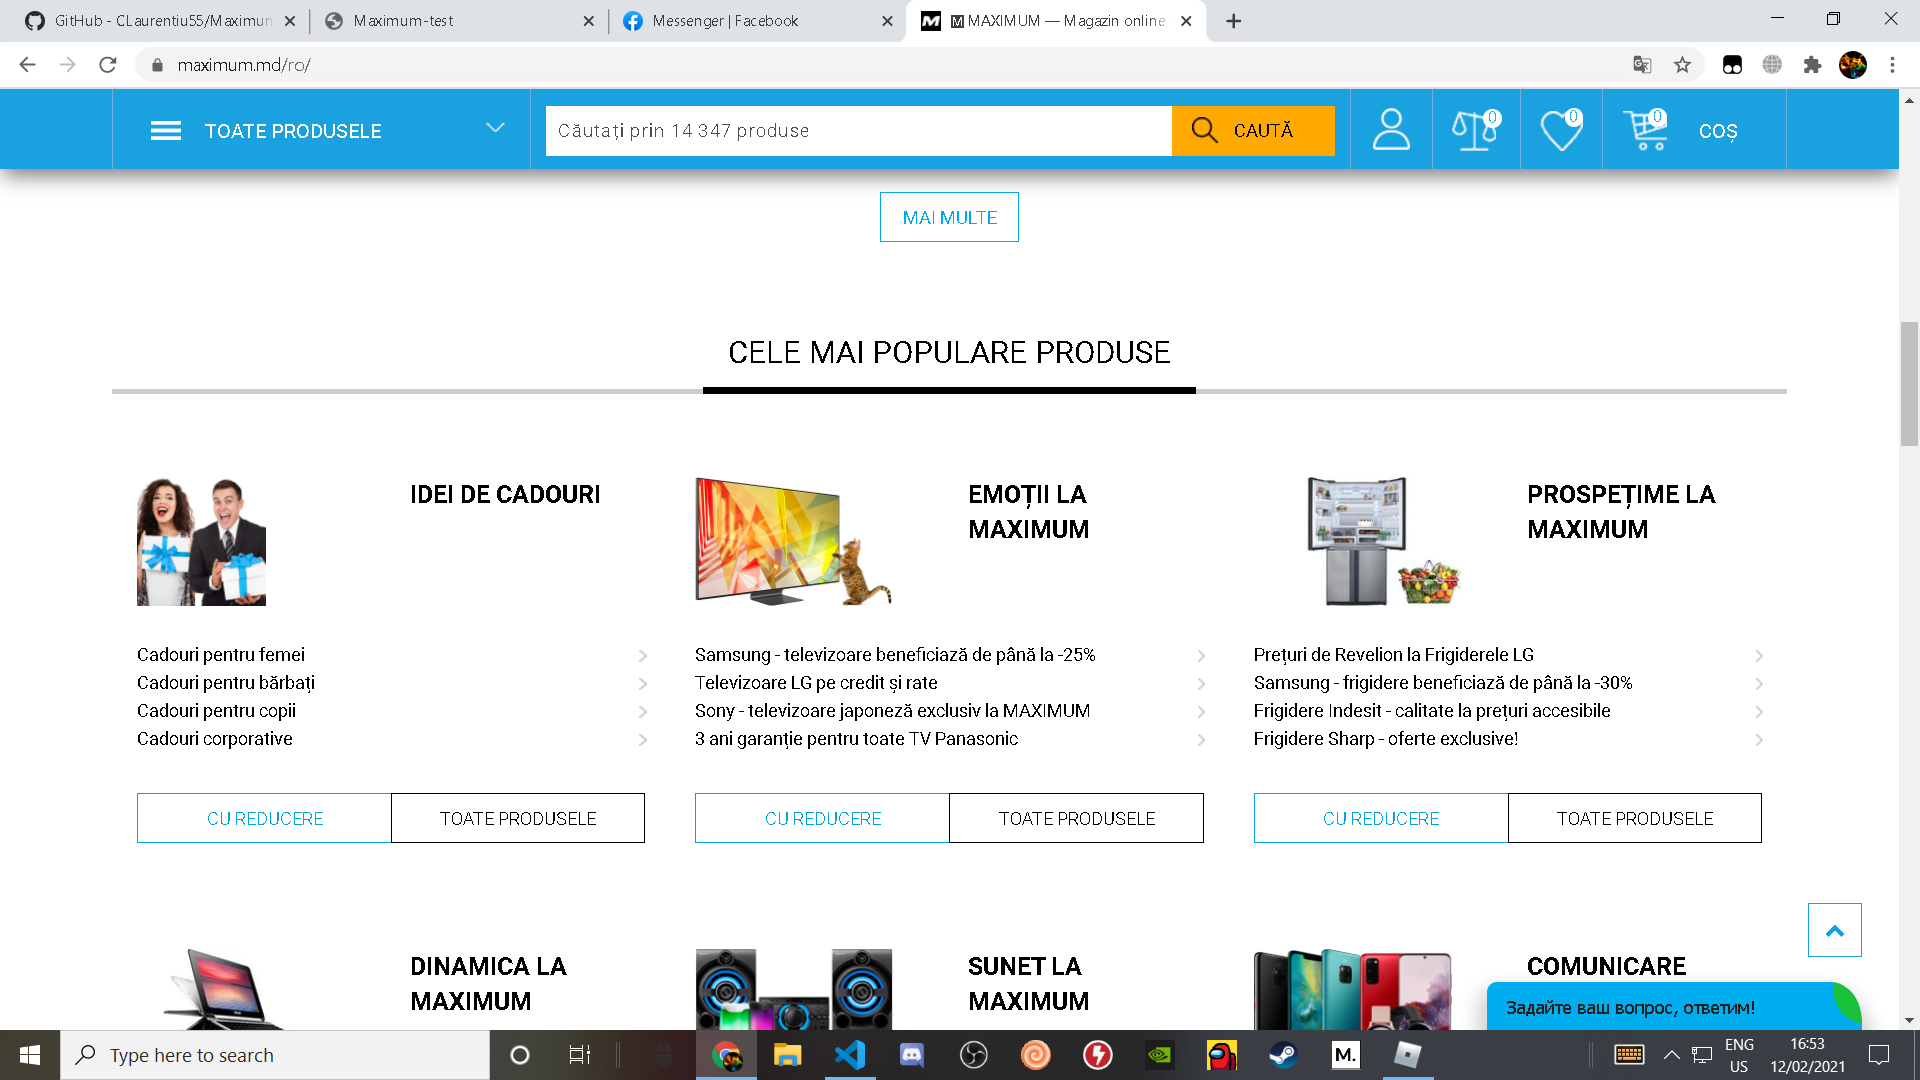 GitHub - CLaurentiu55/Maximum
Maximum-test
Messenger | Facebook
M MAXIMUM — Magazin online
maximum.md/ro/
TOATE PRODUSELE
Căutați prin 14 347 produse
CAUTĂ
0
0
0
COȘ
MAI MULTE
CELE MAI POPULARE PRODUSE
IDEI DE CADOURI
Cadouri pentru femei
Cadouri pentru bărbați
Cadouri pentru copii
Cadouri corporative
CU REDUCERE
TOATE PRODUSELE
EMOȚII LA
MAXIMUM
Samsung - televizoare beneficiază de până la -25%
Televizoare LG pe credit și rate
Sony - televizoare japoneză exclusiv la MAXIMUM
3 ani garanție pentru toate TV Panasonic
CU REDUCERE
TOATE PRODUSELE
PROSPEȚIME LA
MAXIMUM
Prețuri de Revelion la Frigiderele LG
Samsung - frigidere beneficiază de până la -30%
Frigidere Indesit - calitate la prețuri accesibile
Frigidere Sharp - oferte exclusive!
CU REDUCERE
TOATE PRODUSELE
DINAMICA LA
MAXIMUM
SUNET LA
MAXIMUM
COMUNICARE
Задайте ваш вопрос, ответим!
Type here to search
M.
ENG
US
16:53
12/02/2021